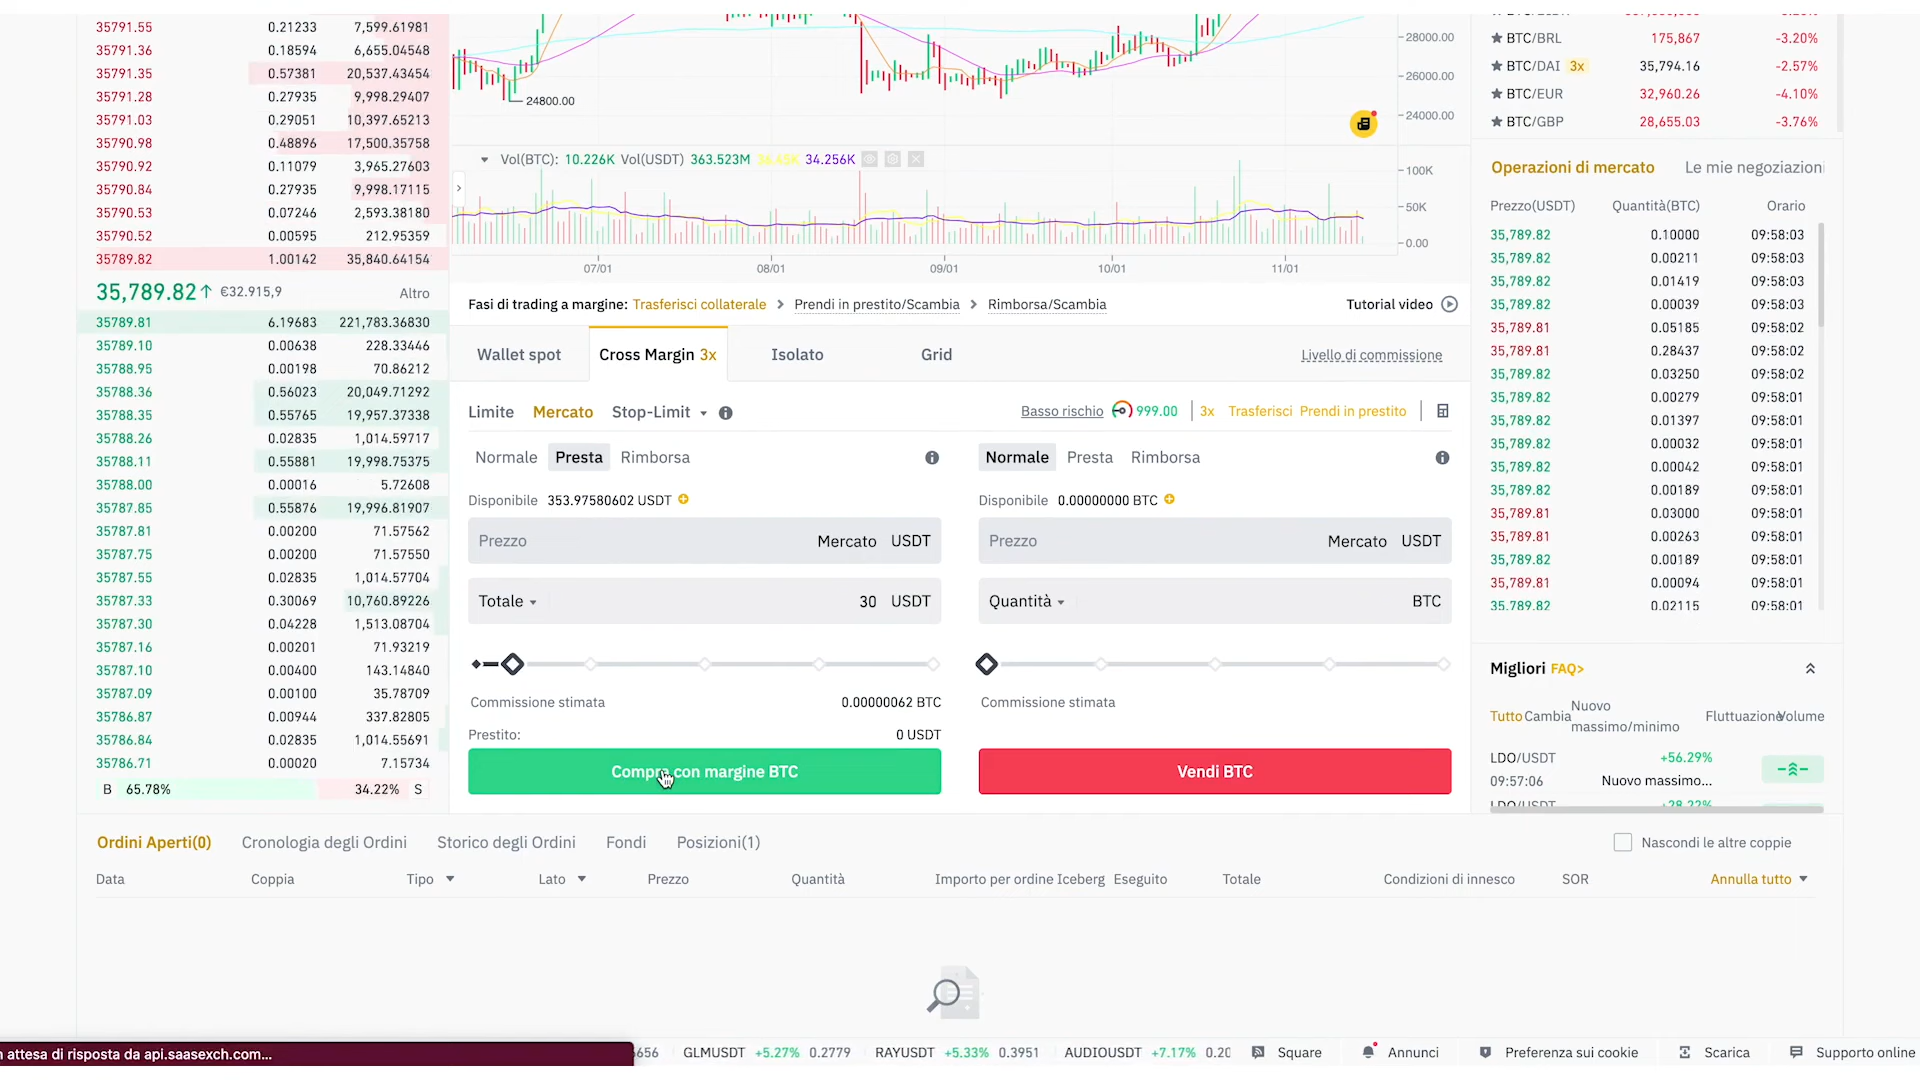 35791.55 0.21233 7,599.61981
35791.36 0.18594 6,655.04548
35791.35 0.57381 20,537.43454
35791.28 0.27935 9,998.29407
35791.03 0.29051 10,397.65213
35790.98 0.48896 17,500.35758
35790.92 0.11079 3,965.27603
35790.84 0.27935 9,998.17115
35790.53 0.07246 2,593.38180
35790.52 0.00595 212.95359
35789.82 1.00142 35,840.64154
35,789.82↑ €32.915,9 Altro
35789.81 6.19683 221,783.36830
35789.10 0.00638 228.33446
35788.95 0.00198 70.86212
35788.36 0.56023 20,049.71292
35788.35 0.55765 19,957.37338
35788.26 0.02835 1,014.59717
35788.11 0.55881 19,998.75375
35788.00 0.00016 5.72608
35787.85 0.55876 19,996.81907
35787.81 0.00200 71.57562
35787.75 0.00200 71.57550
35787.55 0.02835 1,014.57704
35787.33 0.30069 10,760.89226
35787.30 0.04228 1,513.08704
35787.16 0.00201 71.93219
35787.10 0.00400 143.14840
35787.09 0.00100 35.78709
35786.87 0.00944 337.82805
35786.84 0.02835 1,014.55691
35786.71 0.00020 7.15734
B 65.78% 34.22% S
28000.00
26000.00
24800.00
24000.00
Vol(BTC): 10.226K Vol(USDT) 363.523M 36.45K 34.256K
100K
50K
0.00
07/01 08/01 09/01 10/01 11/01
Fasi di trading a margine: Trasferisci collaterale > Prendi in prestito/Scambia > Rimborsa/Scambia Tutorial video
Wallet spot Cross Margin 3x Isolato Grid Livello di commissione
Limite Mercato Stop-Limit Basso rischio 999.00 3x Trasferisci Prendi in prestito
Normale Presta Rimborsa
Disponibile 353.97580602 USDT
Prezzo Mercato USDT
Totale 30 USDT
Commissione stimata 0.00000062 BTC
Prestito: 0 USDT
Compra con margine BTC
Normale Presta Rimborsa
Disponibile 0.00000000 BTC
Prezzo Mercato USDT
Quantità BTC
Commissione stimata
Vendi BTC
BTC/BRL 175,867 -3.20%
BTC/DAI 3x 35,794.16 -2.57%
BTC/EUR 32,960.26 -4.10%
BTC/GBP 28,655.03 -3.76%
Operazioni di mercato Le mie negoziazioni
Prezzo(USDT) Quantità(BTC) Orario
35,789.82 0.10000 09:58:03
35,789.82 0.00211 09:58:03
35,789.82 0.01419 09:58:03
35,789.82 0.00039 09:58:03
35,789.81 0.05185 09:58:02
35,789.81 0.28437 09:58:02
35,789.82 0.03250 09:58:02
35,789.82 0.00279 09:58:01
35,789.82 0.01397 09:58:01
35,789.82 0.00032 09:58:01
35,789.82 0.00042 09:58:01
35,789.82 0.00189 09:58:01
35,789.81 0.03000 09:58:01
35,789.81 0.00263 09:58:01
35,789.82 0.00189 09:58:01
35,789.81 0.00094 09:58:01
35,789.82 0.02115 09:58:01
Migliori FAQ>
Tutto Cambia Nuovo massimo/minimo Fluttuazione Volume
LDO/USDT +56.29%
09:57:06 Nuovo massimo...
LDO/USDT +28.22%
Ordini Aperti(0) Cronologia degli Ordini Storico degli Ordini Fondi Posizioni(1) Nascondi le altre coppie
Data Coppia Tipo Lato Prezzo Quantità Importo per ordine Iceberg Eseguito Totale Condizioni di innesco SOR Annulla tutto
n attesa di risposta da api.saasexch.com...
6656 GLMUSDT +5.27% 0.2779 RAYUSDT +5.33% 0.3951 AUDIOUSDT +7.17% 0.20 Square Annunci Preferenza sui cookie Scarica Supporto online